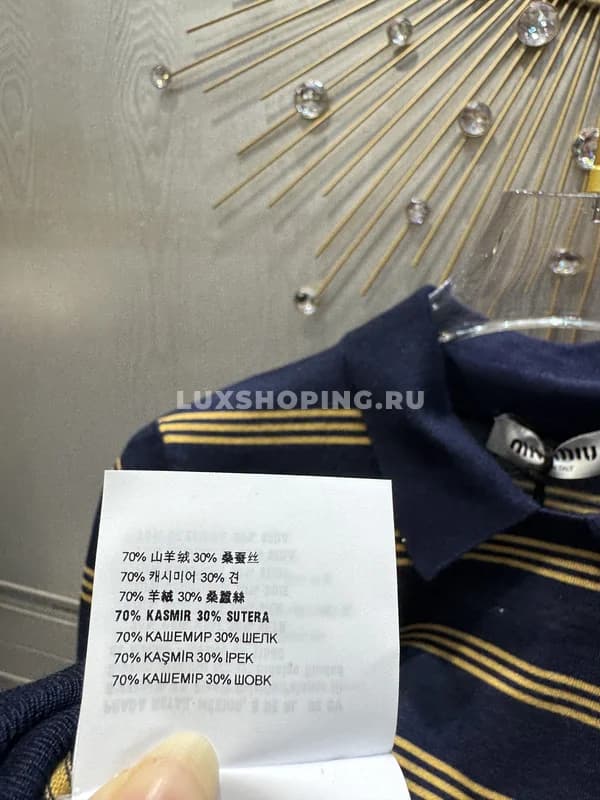 LUXSHOPING.RU
MIU MIU
70% 山羊绒 30% 桑蚕丝
70% 캐시미어 30% 견
70% 羊絨 30% 桑蠶絲
70% KASMIR 30% SUTERA
70% КАШЕМИР 30% ШЕЛК
70% KAŞMİR 30% İPEK
70% КАШЕМІР 30% ШОВК